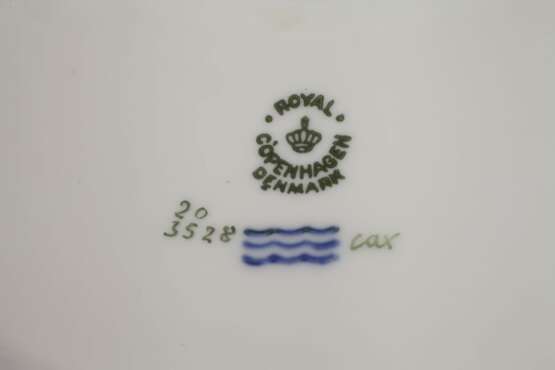 ROYAL
COPENHAGEN
DENMARK
20
3528
cax